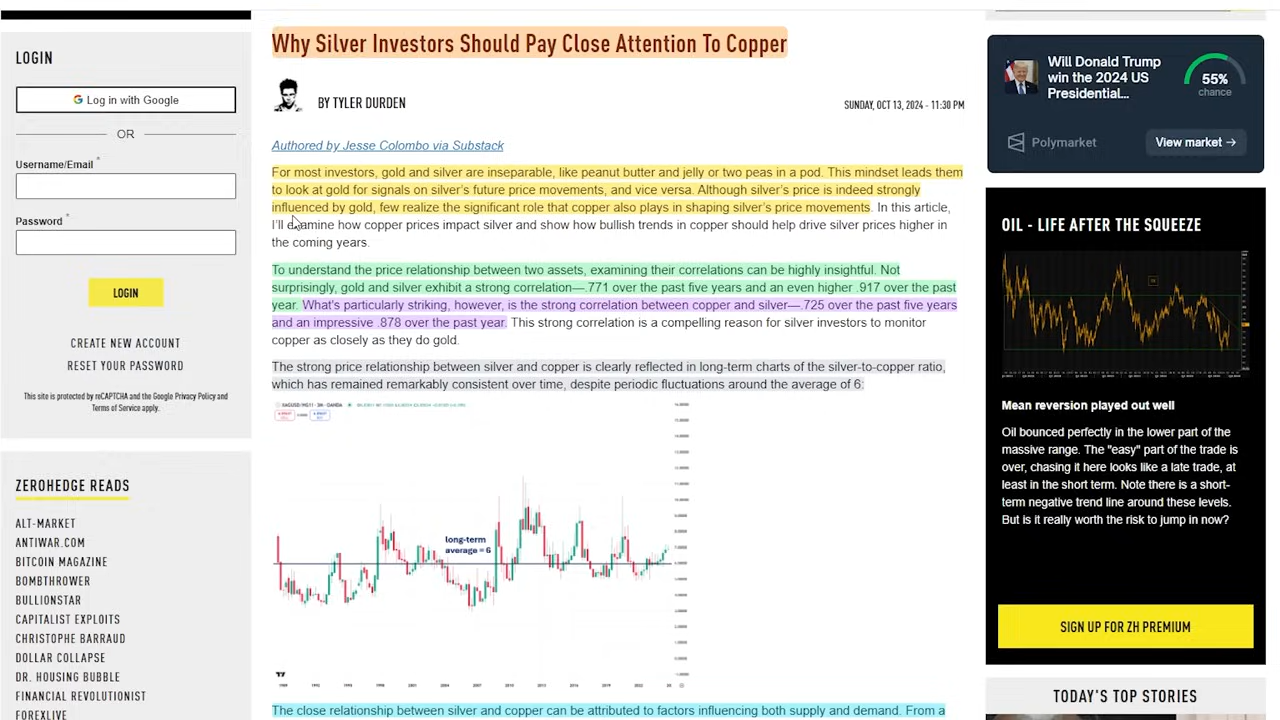 LOGIN
Log in with Google
OR
Username/Email *
Password *
LOGIN
CREATE NEW ACCOUNT
RESET YOUR PASSWORD
This site is protected by reCAPTCHA and the Google Privacy Policy and
Terms of Service apply.
ZEROHEDGE READS
ALT-MARKET
ANTIWAR.COM
BITCOIN MAGAZINE
BOMBTHROWER
BULLIONSTAR
CAPITALIST EXPLOITS
CHRISTOPHE BARRAUD
DOLLAR COLLAPSE
DR. HOUSING BUBBLE
FINANCIAL REVOLUTIONIST
FOREXLIVE
Why Silver Investors Should Pay Close Attention To Copper
BY TYLER DURDEN
SUNDAY, OCT 13, 2024 - 11:30 PM
Authored by Jesse Colombo via Substack
For most investors, gold and silver are inseparable, like peanut butter and jelly or two peas in a pod. This mindset leads them
to look at gold for signals on silver's future price movements, and vice versa. Although silver's price is indeed strongly
influenced by gold, few realize the significant role that copper also plays in shaping silver's price movements. In this article,
I'll examine how copper prices impact silver and show how bullish trends in copper should help drive silver prices higher in
the coming years.
To understand the price relationship between two assets, examining their correlations can be highly insightful. Not
surprisingly, gold and silver exhibit a strong correlation—.771 over the past five years and an even higher .917 over the past
year. What's particularly striking, however, is the strong correlation between copper and silver—.725 over the past five years
and an impressive .878 over the past year. This strong correlation is a compelling reason for silver investors to monitor
copper as closely as they do gold.
The strong price relationship between silver and copper is clearly reflected in long-term charts of the silver-to-copper ratio,
which has remained remarkably consistent over time, despite periodic fluctuations around the average of 6:
long-term
average = 6
The close relationship between silver and copper can be attributed to factors influencing both supply and demand. From a
Will Donald Trump
win the 2024 US
Presidential...
55%
chance
Polymarket
View market →
OIL - LIFE AFTER THE SQUEEZE
Mean reversion played out well
Oil bounced perfectly in the lower part of the
massive range. The "easy" part of the trade is
over, chasing it here looks like a late trade, at
least in the short term. Note there is a short-
term negative trend line around these levels.
But is it really worth the risk to jump in now?
SIGN UP FOR ZH PREMIUM
TODAY'S TOP STORIES